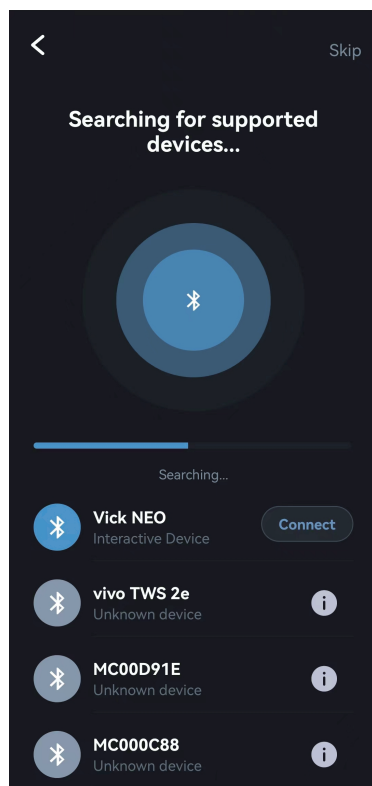 Skip
Searching for supported
devices...
Searching...
Vick NEO
Interactive Device
Connect
vivo TWS 2e
Unknown device
MC00D91E
Unknown device
MC000C88
Unknown device